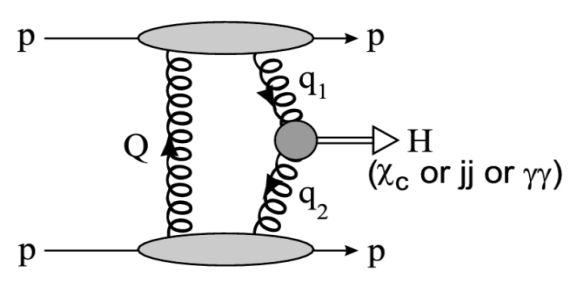 p p
q₁
Q H
(χc or jj or γγ)
q₂
p p